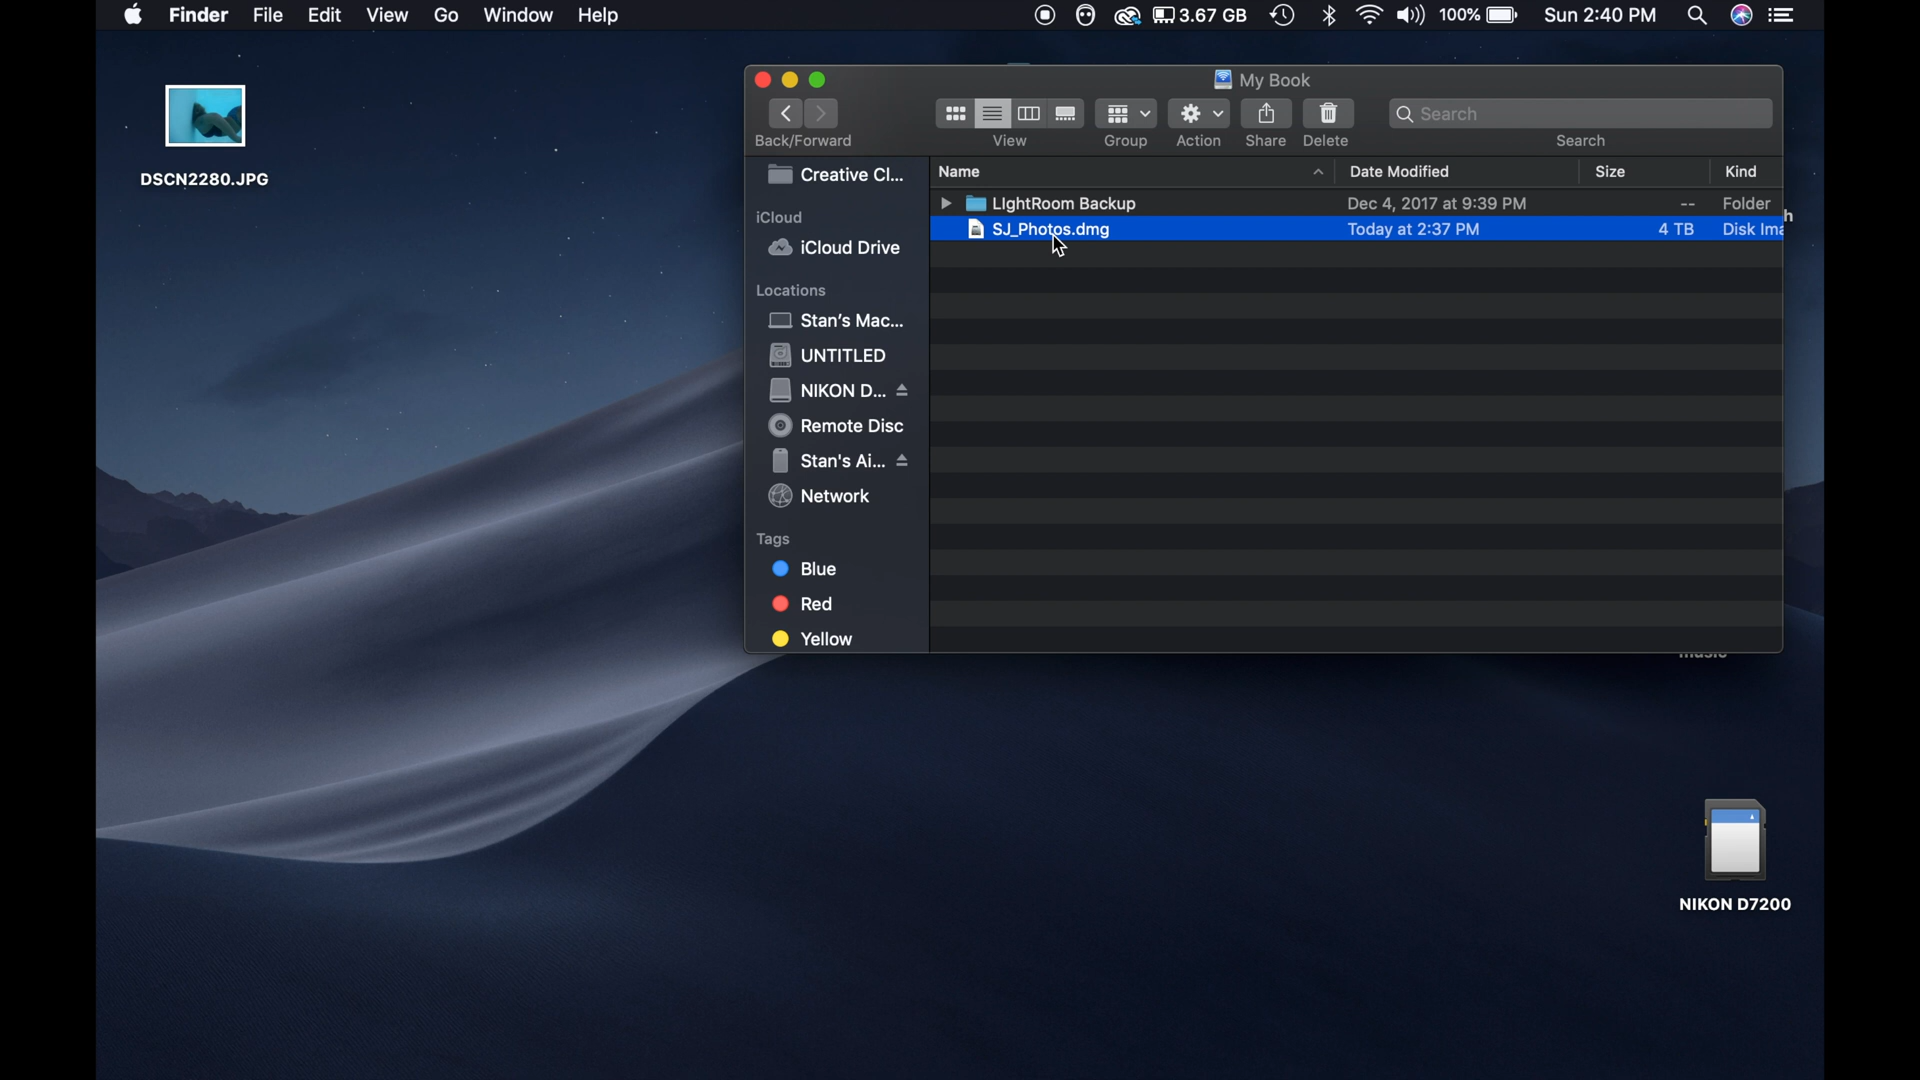 Finder File Edit View Go Window Help 3.67 GB 100% Sun 2:40 PM
DSCN2280.JPG
My Book
Search
Back/Forward View Group Action Share Delete Search
Creative Cl...
iCloud
iCloud Drive
Locations
Stan's Mac...
UNTITLED
NIKON D...
Remote Disc
Stan's Ai...
Network
Tags
Blue
Red
Yellow
Name Date Modified Size Kind
LIghtRoom Backup Dec 4, 2017 at 9:39 PM -- Folder
SJ_Photos.dmg Today at 2:37 PM 4 TB Disk Ima
h
music
NIKON D7200